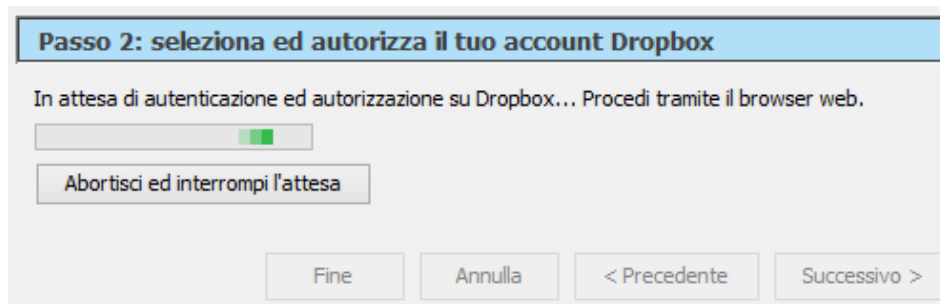 Passo 2: seleziona ed autorizza il tuo account Dropbox
In attesa di autenticazione ed autorizzazione su Dropbox... Procedi tramite il browser web.
Abortisci ed interrompi l'attesa
Fine Annulla < Precedente Successivo >